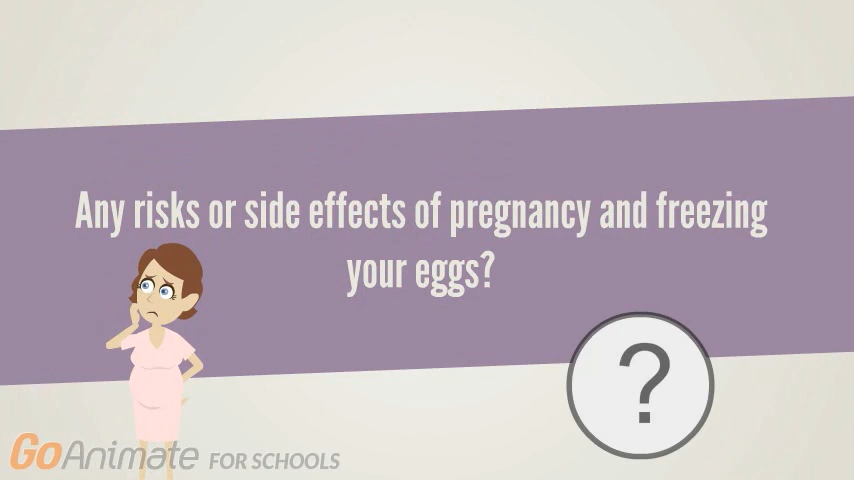 Any risks or side effects of pregnancy and freezing
your eggs?
?
GoAnimate FOR SCHOOLS